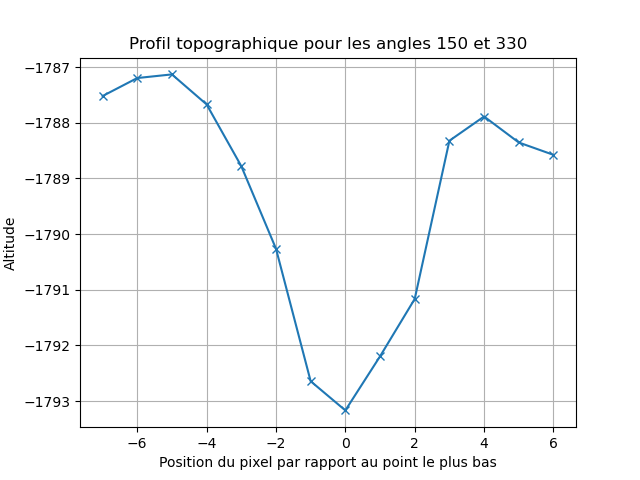 Profil topographique pour les angles 150 et 330
−1787
−1788
−1789
−1790
−1791
−1792
−1793
Altitude
−6 −4 −2 0 2 4 6
Position du pixel par rapport au point le plus bas